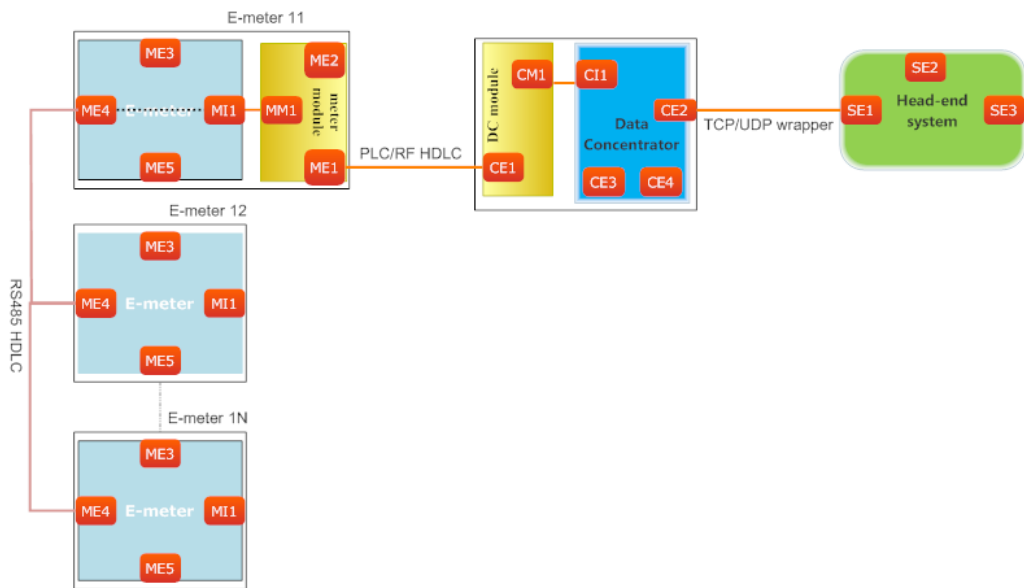 E-meter 11
ME3
ME4
E-meter
MI1
ME5
ME2
MM1
meter
module
ME1
PLC/RF HDLC
DC module
CM1
CE1
CI1
CE2
Data
Concentrator
CE3
CE4
TCP/UDP wrapper
SE2
SE1
Head-end
system
SE3
E-meter 12
ME3
ME4
E-meter
MI1
ME5
RS485 HDLC
E-meter 1N
ME3
ME4
E-meter
MI1
ME5